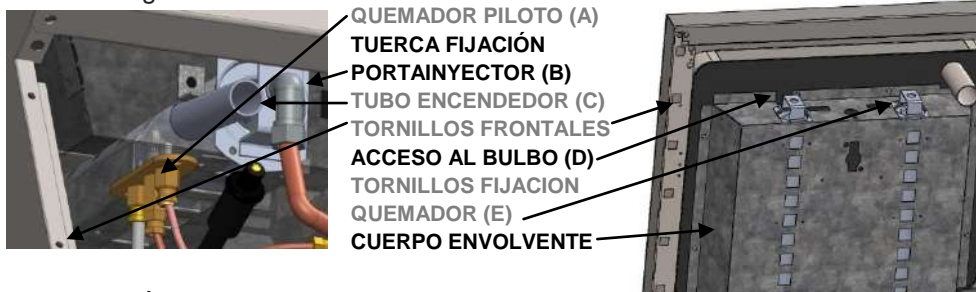 QUEMADOR PILOTO (A)
TUERCA FIJACIÓN
PORTAINYECTOR (B)
TUBO ENCENDEDOR (C)
TORNILLOS FRONTALES
ACCESO AL BULBO (D)
TORNILLOS FIJACION
QUEMADOR (E)
CUERPO ENVOLVENTE